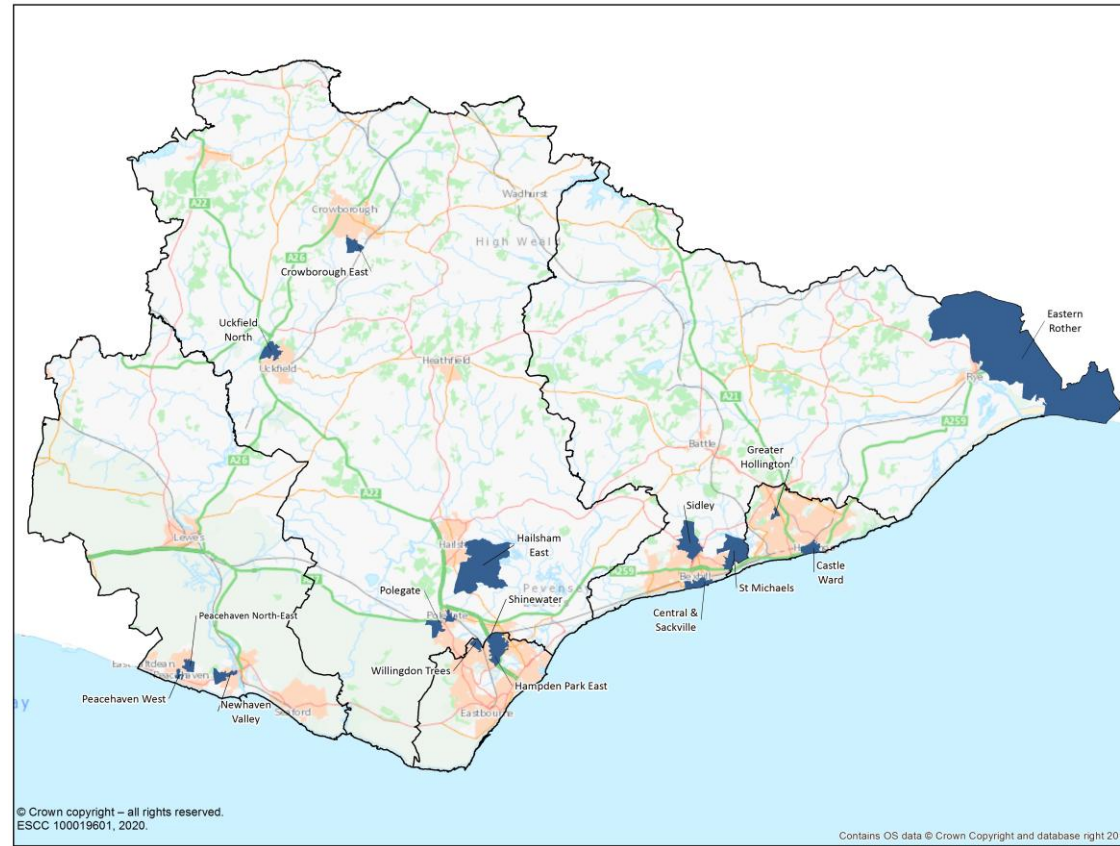 Wadhurst
A22
Crowborough
High Weald
A26
Crowborough East
Eastern
Rother
Uckfield
North
Heathfield
Uckfield
Rye
A21
A259
Battle
Greater
Hollington
A26
A22
Sidley
Lewes
Hailsham
East
A259
Castle
Ward
St Michaels
Polegate
Shinewater
Central &
Sackville
Peacehaven North-East
Willingdon Trees
Hampden Park East
Peacehaven West
Newhaven
Valley
Eastbourne
© Crown copyright – all rights reserved.
ESCC 100019601, 2020.
Contains OS data © Crown Copyright and database right 20